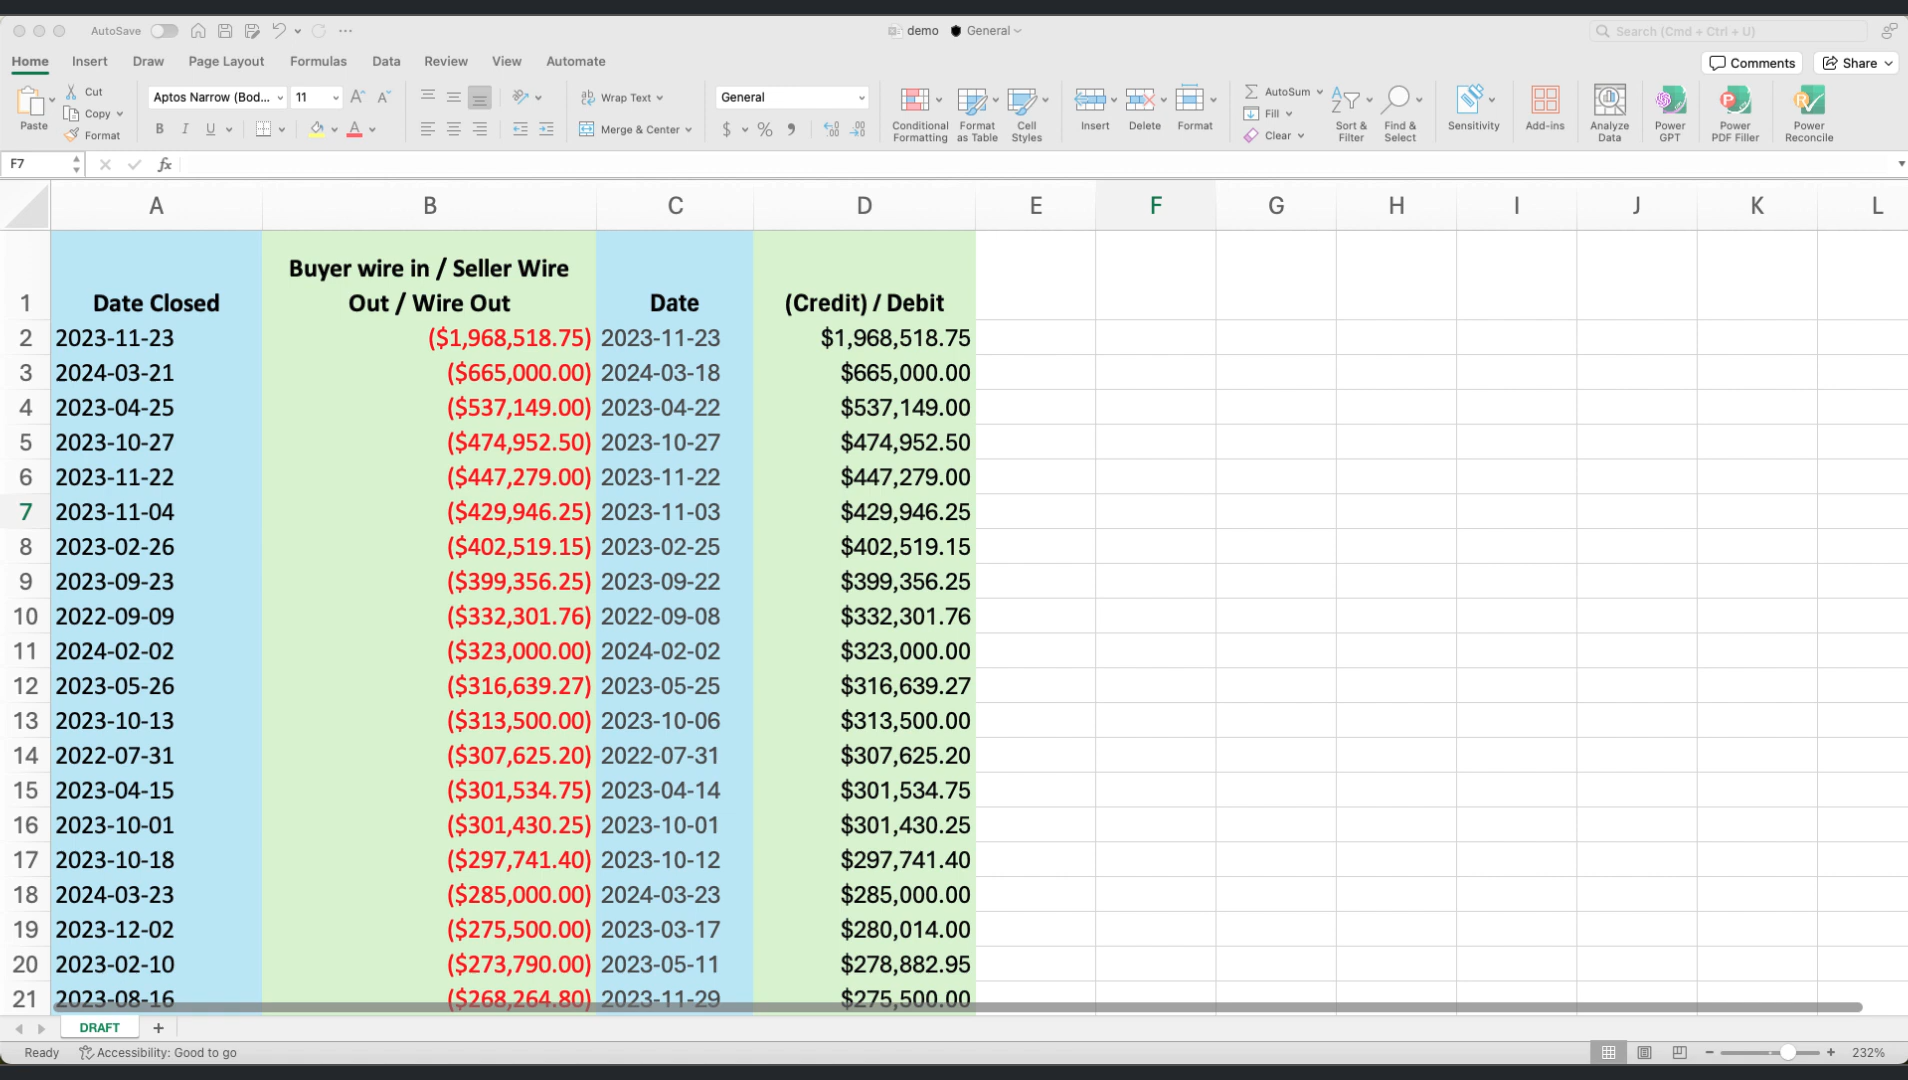 AutoSave
demo General
Search (Cmd + Ctrl + U)
Home Insert Draw Page Layout Formulas Data Review View Automate
Comments Share
Paste Cut Copy Format
Aptos Narrow (Bod... 11
B I U
Wrap Text
Merge & Center
General
$ % 9
Conditional Formatting
Format as Table
Cell Styles
Insert Delete Format
AutoSum
Fill
Clear
Sort & Filter
Find & Select
Sensitivity
Add-ins
Analyze Data
Power GPT
Power PDF Filler
Power Reconcile
F7 fx
A B C D E F G H I J K L
1 Date Closed Buyer wire in / Seller Wire Out / Wire Out Date (Credit) / Debit
2 2023-11-23 ($1,968,518.75) 2023-11-23 $1,968,518.75
3 2024-03-21 ($665,000.00) 2024-03-18 $665,000.00
4 2023-04-25 ($537,149.00) 2023-04-22 $537,149.00
5 2023-10-27 ($474,952.50) 2023-10-27 $474,952.50
6 2023-11-22 ($447,279.00) 2023-11-22 $447,279.00
7 2023-11-04 ($429,946.25) 2023-11-03 $429,946.25
8 2023-02-26 ($402,519.15) 2023-02-25 $402,519.15
9 2023-09-23 ($399,356.25) 2023-09-22 $399,356.25
10 2022-09-09 ($332,301.76) 2022-09-08 $332,301.76
11 2024-02-02 ($323,000.00) 2024-02-02 $323,000.00
12 2023-05-26 ($316,639.27) 2023-05-25 $316,639.27
13 2023-10-13 ($313,500.00) 2023-10-06 $313,500.00
14 2022-07-31 ($307,625.20) 2022-07-31 $307,625.20
15 2023-04-15 ($301,534.75) 2023-04-14 $301,534.75
16 2023-10-01 ($301,430.25) 2023-10-01 $301,430.25
17 2023-10-18 ($297,741.40) 2023-10-12 $297,741.40
18 2024-03-23 ($285,000.00) 2024-03-23 $285,000.00
19 2023-12-02 ($275,500.00) 2023-03-17 $280,014.00
20 2023-02-10 ($273,790.00) 2023-05-11 $278,882.95
21 2023-08-16 ($268,264.80) 2023-11-29 $275,500.00
DRAFT +
Ready Accessibility: Good to go
232%